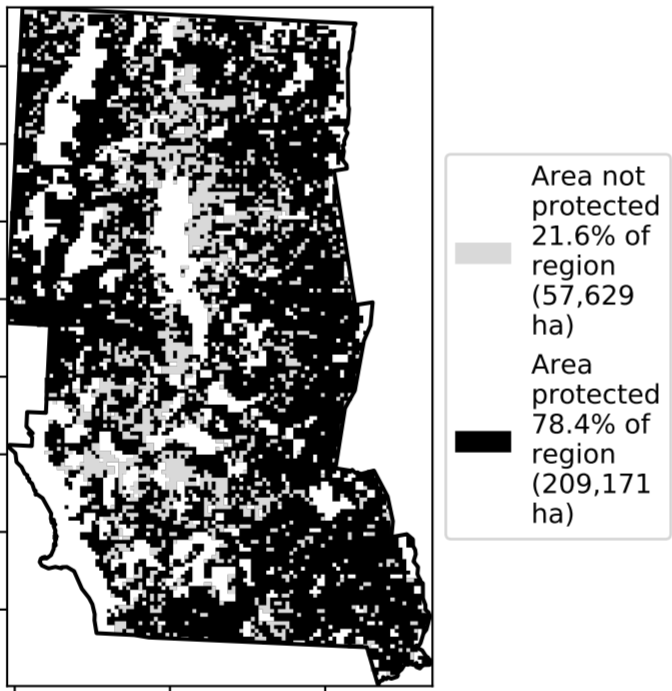 Area not
protected
21.6% of
region
(57,629
ha)
Area
protected
78.4% of
region
(209,171
ha)